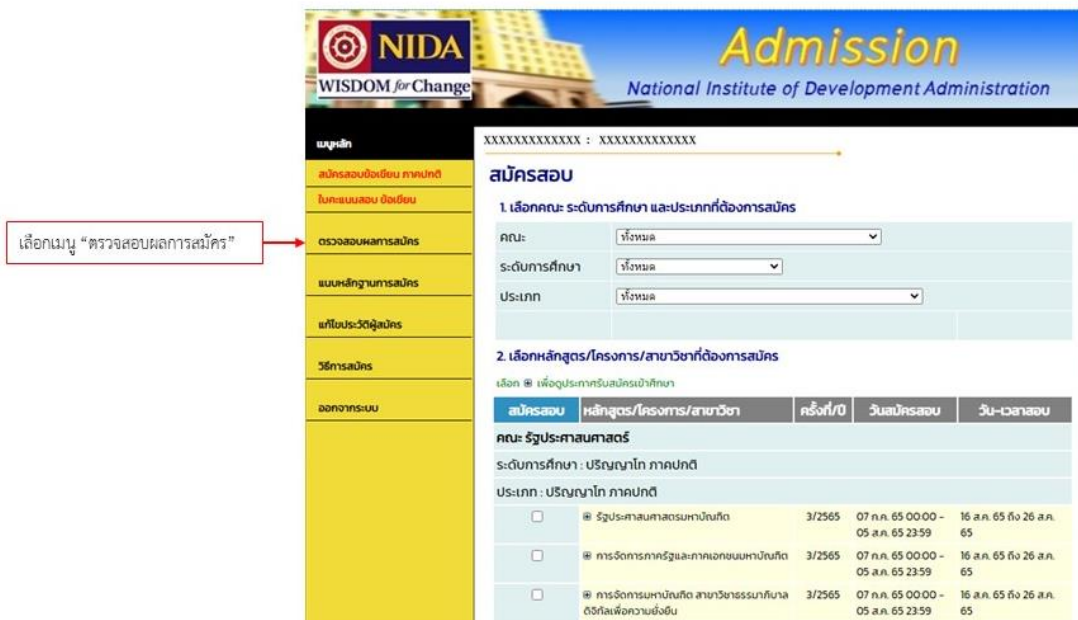 NIDA
WISDOM for Change
Admission
National Institute of Development Administration
เมนูหลัก
สมัครสอบข้อเขียน ภาคปกติ
ใบคะแนนสอบ ข้อเขียน
ตรวจสอบผลการสมัคร
แนบหลักฐานการสมัคร
แก้ไขประวัติผู้สมัคร
วิธีการสมัคร
ออกจากระบบ
เลือกเมนู “ตรวจสอบผลการสมัคร”
XXXXXXXXXXXXX : XXXXXXXXXXXXX
สมัครสอบ
1. เลือกคณะ ระดับการศึกษา และประเภทที่ต้องการสมัคร
คณะ: ทั้งหมด
ระดับการศึกษา ทั้งหมด
ประเภท ทั้งหมด
2. เลือกหลักสูตร/โครงการ/สาขาวิชาที่ต้องการสมัคร
เลือก ⊞ เพื่อดูประกาศรับสมัครเข้าศึกษา
สมัครสอบ หลักสูตร/โครงการ/สาขาวิชา ครั้งที่/ปี วันสมัครสอบ วัน-เวลาสอบ
คณะ รัฐประศาสนศาสตร์
ระดับการศึกษา : ปริญญาโท ภาคปกติ
ประเภท : ปริญญาโท ภาคปกติ
⊞ รัฐประศาสนศาสตรมหาบัณฑิต 3/2565 07 ก.ค. 65 00:00 - 16 ส.ค. 65 ถึง 26 ส.ค.
05 ส.ค. 65 23:59 65
⊞ การจัดการภาครัฐและภาคเอกชนมหาบัณฑิต 3/2565 07 ก.ค. 65 00:00 - 16 ส.ค. 65 ถึง 26 ส.ค.
05 ส.ค. 65 23:59 65
⊞ การจัดการมหาบัณฑิต สาขาวิชาธรรมาภิบาล 3/2565 07 ก.ค. 65 00:00 - 16 ส.ค. 65 ถึง 26 ส.ค.
ดิจิทัลเพื่อความยั่งยืน 05 ส.ค. 65 23:59 65